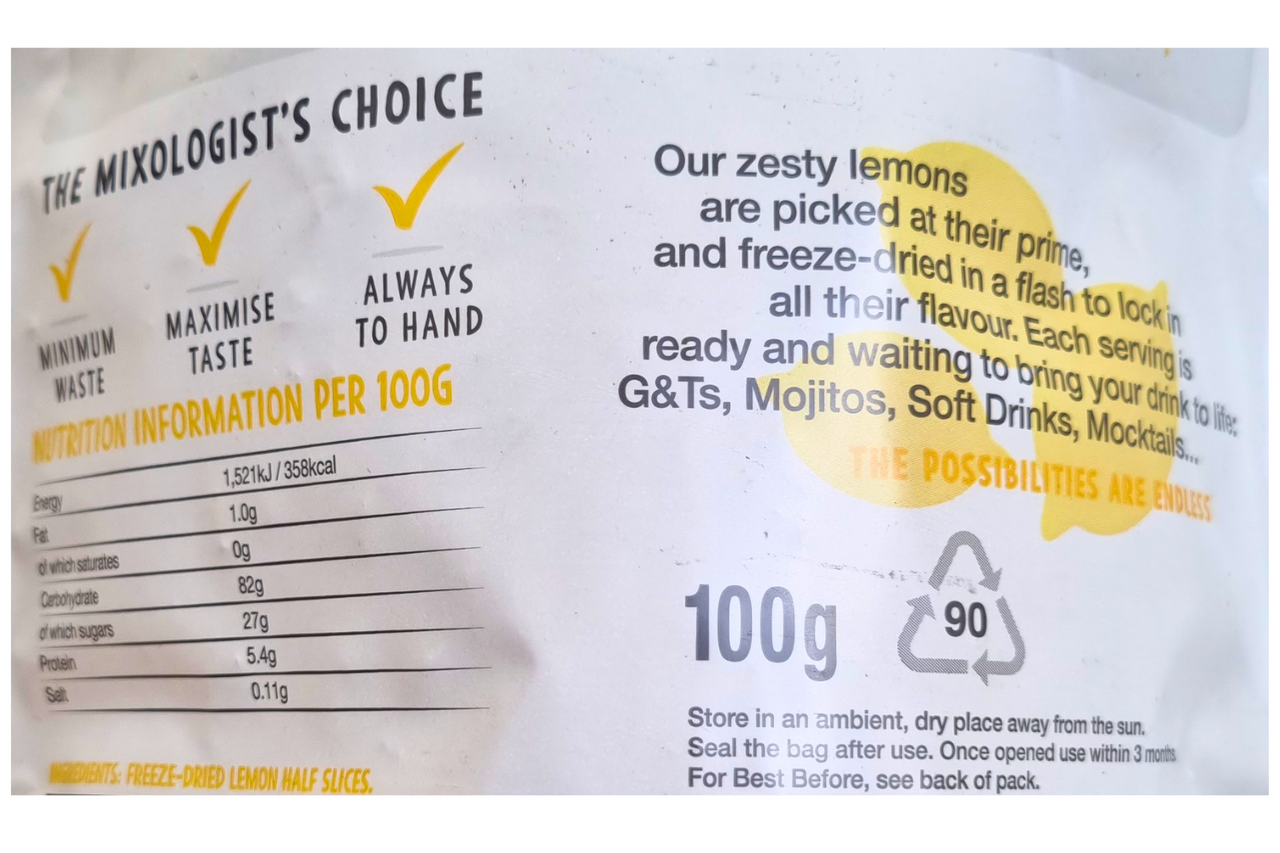 THE MIXOLOGIST'S CHOICE
MINIMUM
WASTE
MAXIMISE
TASTE
ALWAYS
TO HAND
NUTRITION INFORMATION PER 100G
Energy 1,521kJ / 358kcal
Fat 1.0g
of which saturates 0g
Carbohydrate 82g
of which sugars 27g
Protein 5.4g
Salt 0.11g
INGREDIENTS: FREEZE-DRIED LEMON HALF SLICES.
Our zesty lemons
are picked at their prime,
and freeze-dried in a flash to lock in
all their flavour. Each serving is
ready and waiting to bring your drink to life:
G&Ts, Mojitos, Soft Drinks, Mocktails...
THE POSSIBILITIES ARE ENDLESS
100g
90
Store in an ambient, dry place away from the sun.
Seal the bag after use. Once opened use within 3 months.
For Best Before, see back of pack.